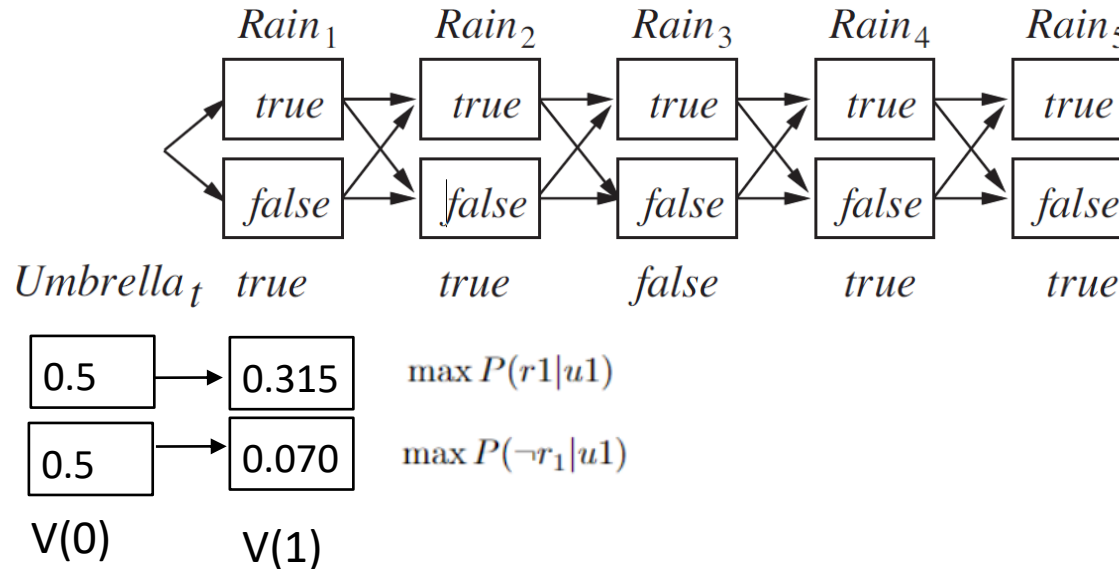 Rain₁ Rain₂ Rain₃ Rain₄ Rain₅
true true true true true
false false false false false
Umbrellaₜ true true false true true
0.5 0.315 max P(r1|u1)
0.5 0.070 max P(¬r₁|u1)
V(0) V(1)